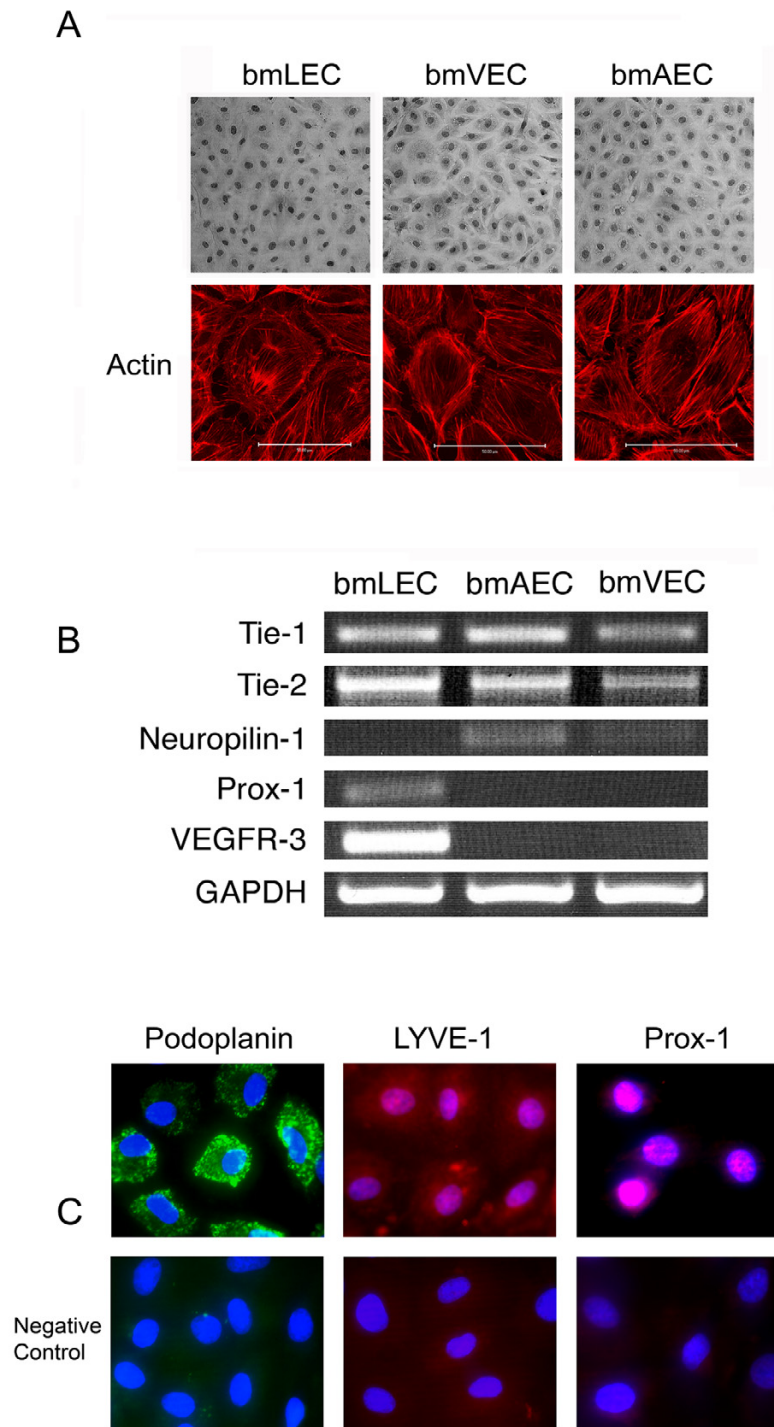 A
bmLEC bmVEC bmAEC
Actin
B
bmLEC bmAEC bmVEC
Tie-1
Tie-2
Neuropilin-1
Prox-1
VEGFR-3
GAPDH
C
Podoplanin LYVE-1 Prox-1
Negative
Control